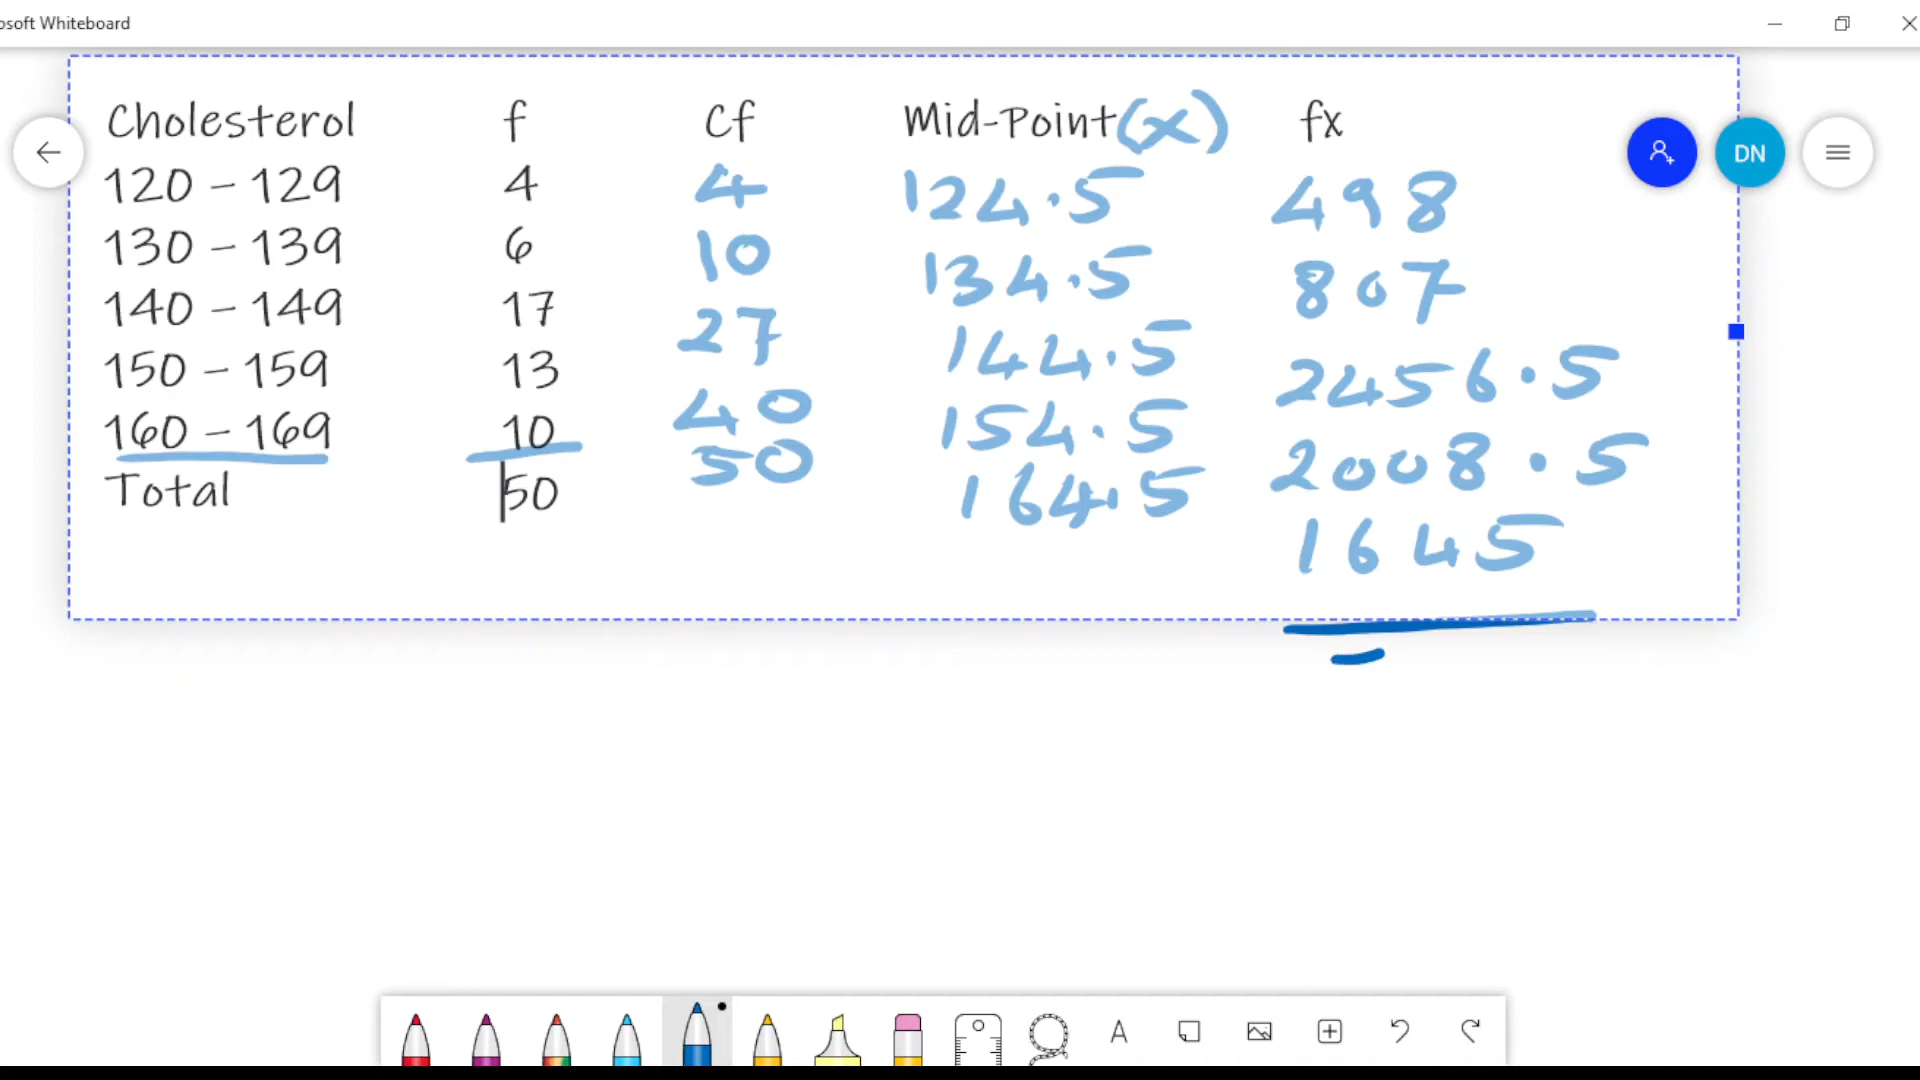 osoft Whiteboard
Cholesterol f Cf Mid-Point (x) fx
120 – 129 4 4 124.5 498
130 – 139 6 10 134.5 807
140 – 149 17 27 144.5 2456.5
150 – 159 13 40 154.5 2008.5
160 – 169 10 50 164.5 1645
Total 50
DN
A